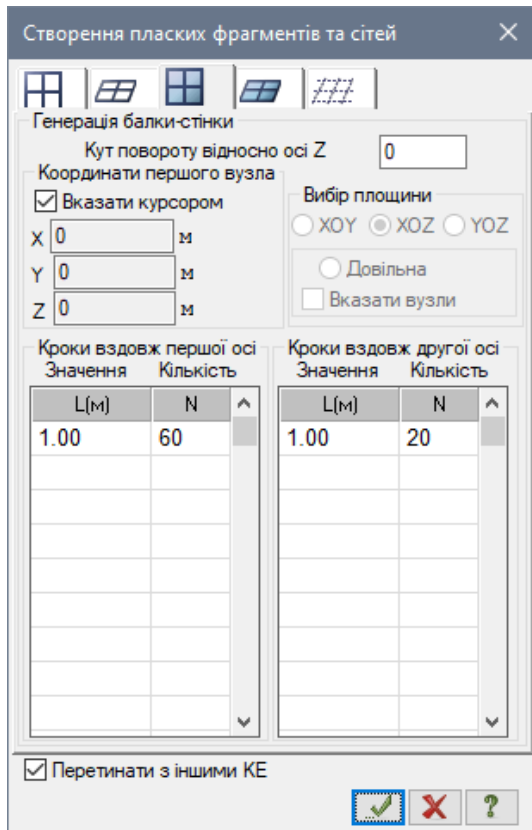 Створення пласких фрагментів та сітей
Генерація балки-стінки
Кут повороту відносно осі Z 0
Координати першого вузла
Вказати курсором
X 0 м
Y 0 м
Z 0 м
Вибір площини
XOY XOZ YOZ
Довільна
Вказати вузли
Кроки вздовж першої осі
Значення Кількість
L(м) N
1.00 60
Кроки вздовж другої осі
Значення Кількість
L(м) N
1.00 20
Перетинати з іншими КЕ
?